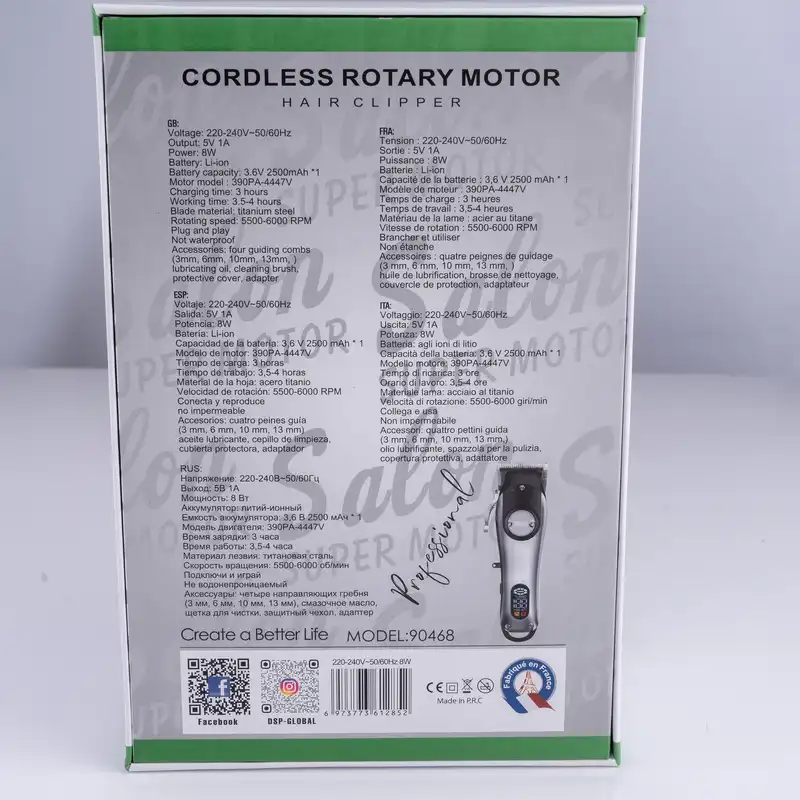 CORDLESS ROTARY MOTOR
HAIR CLIPPER
GB:
Voltage: 220-240V~50/60Hz
Output: 5V 1A
Power: 8W
Battery: Li-ion
Battery capacity: 3.6V 2500mAh *1
Motor model : 390PA-4447V
Charging time: 3 hours
Working time: 3.5-4 hours
Blade material: titanium steel
Rotating speed: 5500-6000 RPM
Plug and play
Not waterproof
Accessories: four guiding combs
(3mm, 6mm, 10mm, 13mm, )
lubricating oil, cleaning brush,
protective cover, adapter
FRA:
Tension : 220-240V~50/60Hz
Sortie : 5V 1A
Puissance : 8W
Batterie : Li-ion
Capacité de la batterie : 3,6 V 2500 mAh * 1
Modèle de moteur : 390PA-4447V
Temps de charge : 3 heures
Temps de travail : 3,5-4 heures
Matériau de la lame : acier au titane
Vitesse de rotation : 5500-6000 RPM
Brancher et utiliser
Non étanche
Accessoires : quatre peignes de guidage
(3 mm, 6 mm, 10 mm, 13 mm, )
huile de lubrification, brosse de nettoyage,
couvercle de protection, adaptateur
ESP:
Voltaje: 220-240V~50/60Hz
Salida: 5V 1A
Potencia: 8W
Batería: Li-ion
Capacidad de la batería: 3,6 V 2500 mAh * 1
Modelo de motor: 390PA-4447V
Tiempo de carga: 3 horas
Tiempo de trabajo: 3,5-4 horas
Material de la hoja: acero titanio
Velocidad de rotación: 5500-6000 RPM
Conecta y reproduce
no impermeable
Accesorios: cuatro peines guía
(3 mm, 6 mm, 10 mm, 13 mm)
aceite lubricante, cepillo de limpieza,
cubierta protectora, adaptador
ITA:
Voltaggio: 220-240V~50/60Hz
Uscita: 5V 1A
Potenza: 8W
Batteria: agli ioni di litio
Capacità della batteria: 3,6 V 2500 mAh * 1
Modello motore: 390PA-4447V
Tempo di ricarica: 3 ore
Orario di lavoro: 3,5-4 ore
Materiale lama: acciaio al titanio
Velocità di rotazione: 5500-6000 giri/min
Collega e usa
Non impermeabile
Accessori: quattro pettini guida
(3 mm, 6 mm, 10 mm, 13 mm,)
olio lubrificante, spazzola per la pulizia,
copertura protettiva, adattatore
RUS:
Напряжение: 220-240В~50/60Гц
Выход: 5В 1А
Мощность: 8 Вт
Аккумулятор: литий-ионный
Емкость аккумулятора: 3,6 В 2500 мАч * 1
Модель двигателя: 390PA-4447V
Время зарядки: 3 часа
Время работы: 3,5-4 часа
Материал лезвия: титановая сталь
Скорость вращения: 5500-6000 об/мин
Подключи и играй
Не водонепроницаемый
Аксессуары: четыре направляющих гребня
(3 мм, 6 мм, 10 мм, 13 мм), смазочное масло,
щетка для чистки, защитный чехол, адаптер
Professional
Create a Better Life MODEL:90468
220-240V~50/60Hz 8W
6 973773 612852
Facebook
DSP-GLOBAL
CE
Made in P.R.C
Fabriqué en France
Salon
SUPER MOTOR
Salon
SUPER MOTOR